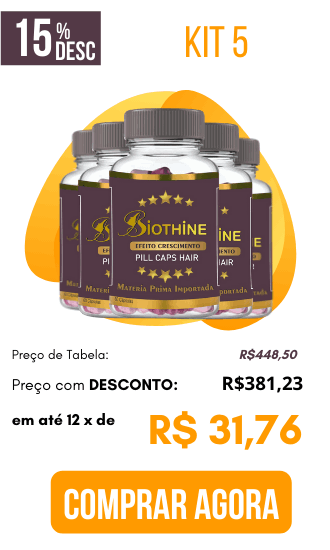 15% DESC
KIT 5
BIOTHINE
EFEITO CRESCIMENTO
PILL CAPS HAIR
MATERIA PRIMA IMPORTADA
HAIR
Preço de Tabela: R$448,50
Preço com DESCONTO: R$381,23
em até 12 x de R$ 31,76
COMPRAR AGORA